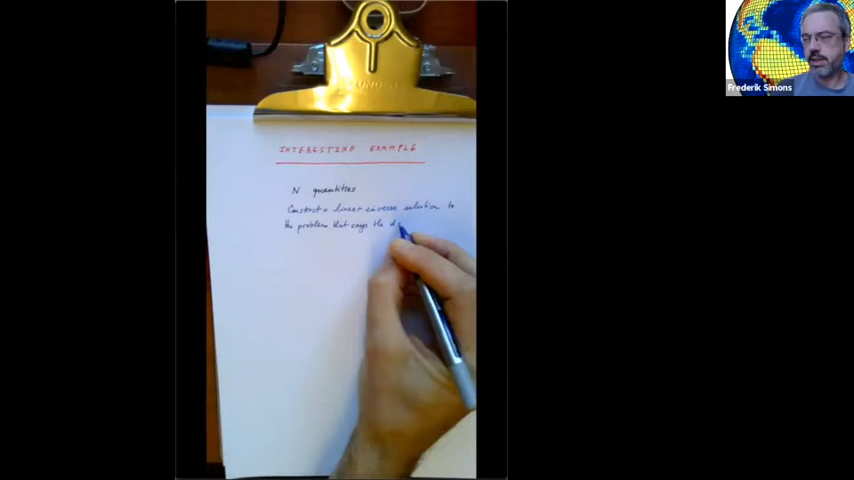 INTERESTING EXAMPLE
N quantities
Construct a linear inverse solution to
the problem that says the d
Frederik Simons